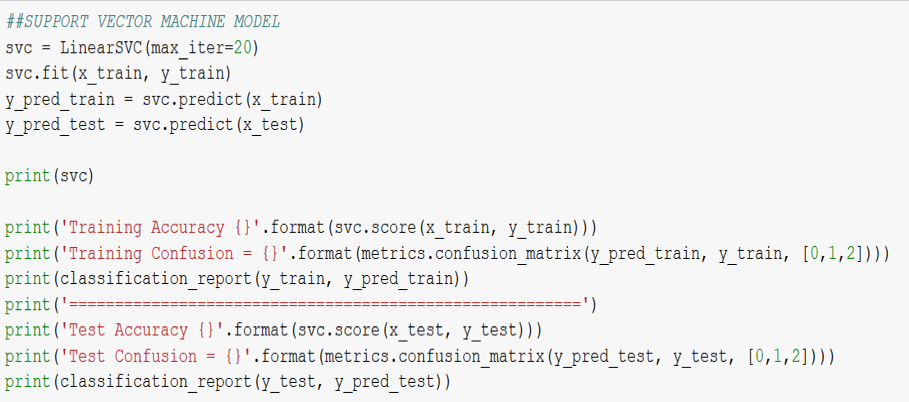 ##SUPPORT VECTOR MACHINE MODEL
svc = LinearSVC(max_iter=20)
svc.fit(x_train, y_train)
y_pred_train = svc.predict(x_train)
y_pred_test = svc.predict(x_test)
print(svc)
print('Training Accuracy {}'.format(svc.score(x_train, y_train)))
print('Training Confusion = {}'.format(metrics.confusion_matrix(y_pred_train, y_train, [0,1,2])))
print(classification_report(y_train, y_pred_train))
print('========================================================')
print('Test Accuracy {}'.format(svc.score(x_test, y_test)))
print('Test Confusion = {}'.format(metrics.confusion_matrix(y_pred_test, y_test, [0,1,2])))
print(classification_report(y_test, y_pred_test))